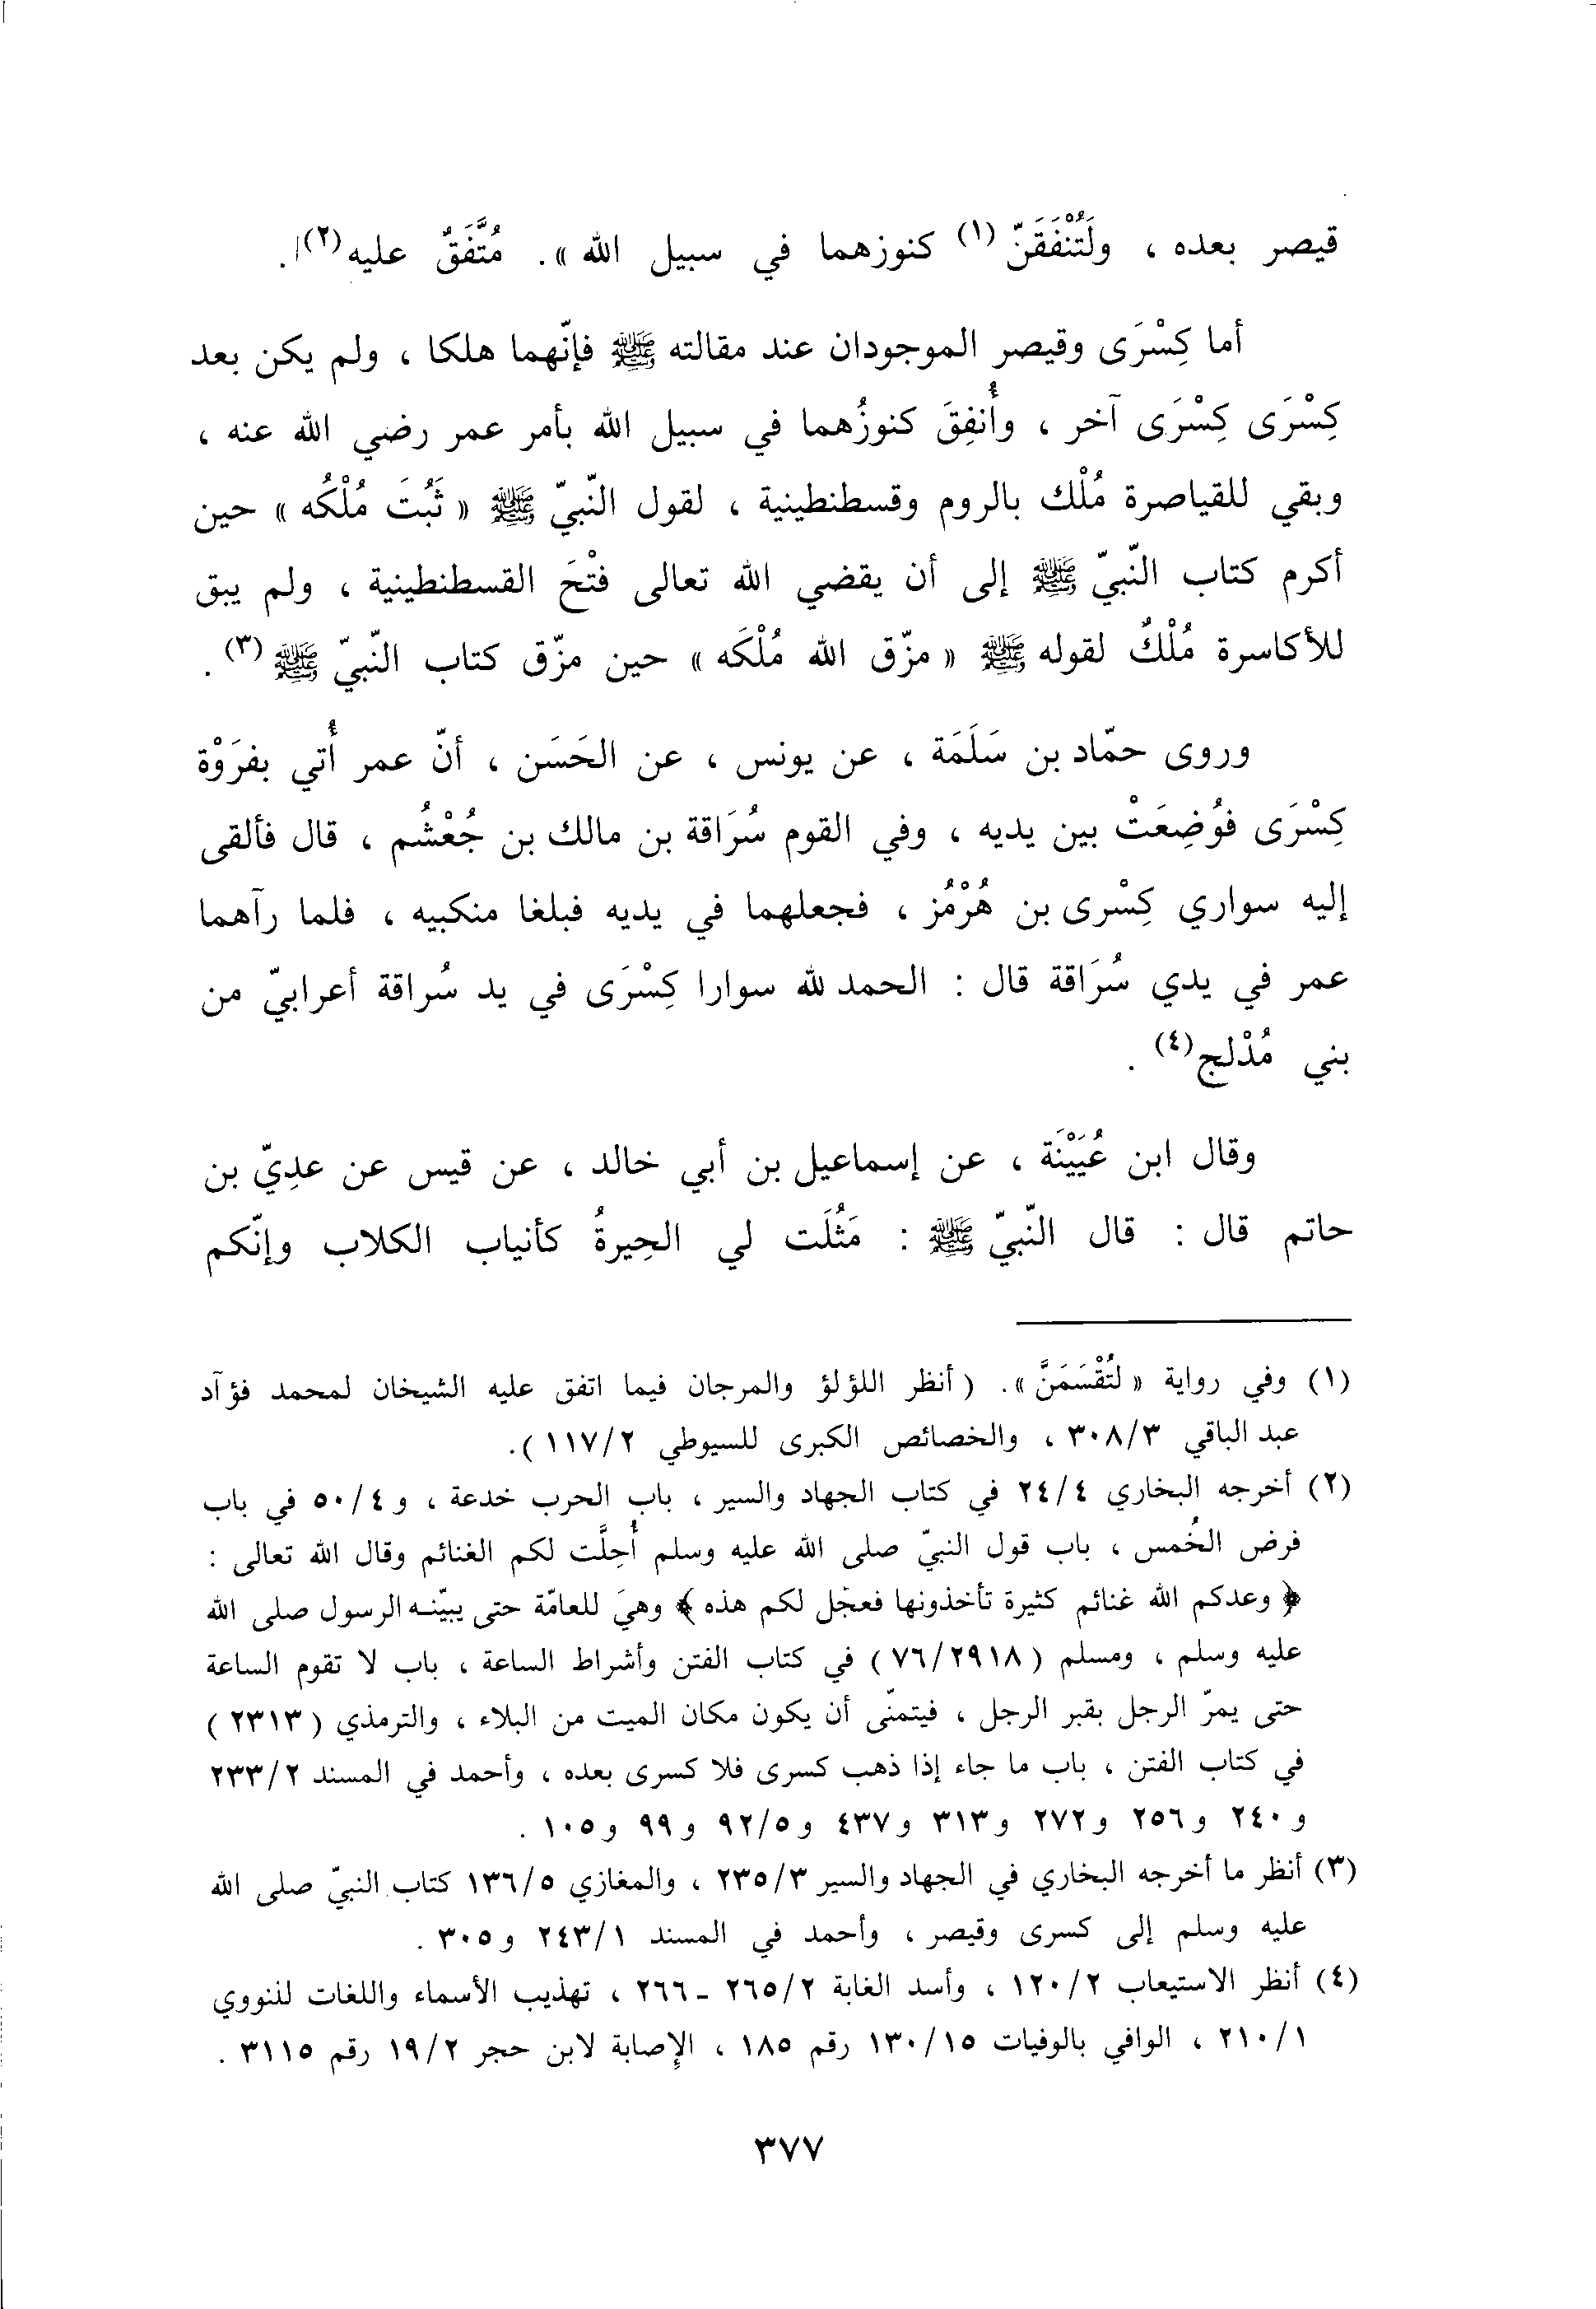 قيصر بعده ، ولَتُنْفَقَنّ (١) كنوزهما في سبيل الله » . مُتَّفَقٌ عليه (٢)/ .
أما كِسْرَى وقيصر الموجودان عند مقالته ﷺ فإنّهما هلكا ، ولم يكن بعد
كِسْرَى كِسْرَى آخر ، وأُنفِقَ كنوزُهما في سبيل الله بأمر عمر رضي الله عنه ،
وبقي للقياصرة مُلْك بالروم وقسطنطينية ، لقول النّبيّ ﷺ « ثَبُتَ مُلْكُه » حين
أكرم كتاب النّبيّ ﷺ إلى أن يقضي الله تعالى فتْحَ القسطنطينية ، ولم يبق
للأكاسرة مُلْكٌ لقوله ﷺ « مزّق الله مُلْكَه » حين مزّق كتاب النّبيّ ﷺ (٣) .
وروى حمّاد بن سَلَمَة ، عن يونس ، عن الحَسَن ، أنّ عمر أُتي بفرَوْة
كِسْرَى فوُضِعَتْ بين يديه ، وفي القوم سُرَاقة بن مالك بن جُعْشُم ، قال فألقى
إليه سواري كِسْرى بن هُرْمُز ، فجعلهما في يديه فبلغا منكبيه ، فلما رآهما
عمر في يدي سُرَاقة قال : الحمد لله سوارا كِسْرَى في يد سُراقة أعرابيّ من
بني مُدْلج (٤) .
وقال ابن عُيَيْنَة ، عن إسماعيل بن أبي خالد ، عن قيس عن عدِيّ بن
حاتم قال : قال النّبيّ ﷺ : مَثُلَت لي الحِيرةُ كأنياب الكلاب وإنّكم
(١) وفي رواية « لتُقْسَمَنَّ » . ( أنظر اللؤلؤ والمرجان فيما اتفق عليه الشيخان لمحمد فؤآد
عبد الباقي ٣٠٨/٣ ، والخصائص الكبرى للسيوطي ١١٧/٢ ) .
(٢) أخرجه البخاري ٢٤/٤ في كتاب الجهاد والسير ، باب الحرب خدعة ، و ٥٠/٤ في باب
فرض الخُمس ، باب قول النبيّ صلى الله عليه وسلم أُحِلَّت لكم الغنائم وقال الله تعالى :
﴿ وعدكم الله غنائم كثيرة تأخذونها فعجّل لكم هذه ﴾ وهيَ للعامّة حتى يبيّنه الرسول صلى الله
عليه وسلم ، ومسلم ( ٧٦/٢٩١٨ ) في كتاب الفتن وأشراط الساعة ، باب لا تقوم الساعة
حتى يمرّ الرجل بقبر الرجل ، فيتمنّى أن يكون مكان الميت من البلاء ، والترمذي ( ٢٣١٣ )
في كتاب الفتن ، باب ما جاء إذا ذهب كسرى فلا كسرى بعده ، وأحمد في المسند ٢٣٣/٢
و ٢٤٠ و ٢٥٦ و ٢٧٢ و ٣١٣ و ٤٣٧ و ٩٢/٥ و ٩٩ و ١٠٥ .
(٣) أنظر ما أخرجه البخاري في الجهاد والسير ٢٣٥/٣ ، والمغازي ١٣٦/٥ كتاب النبيّ صلى الله
عليه وسلم إلى كسرى وقيصر ، وأحمد في المسند ٢٤٣/١ و ٣٠٥ .
(٤) أنظر الاستيعاب ١٢٠/٢ ، وأسد الغابة ٢٦٥/٢ - ٢٦٦ ، تهذيب الأسماء واللغات للنووي
٢١٠/١ ، الوافي بالوفيات ١٣٠/١٥ رقم ١٨٥ ، الإصابة لابن حجر ١٩/٢ رقم ٣١١٥ .
٣٧٧